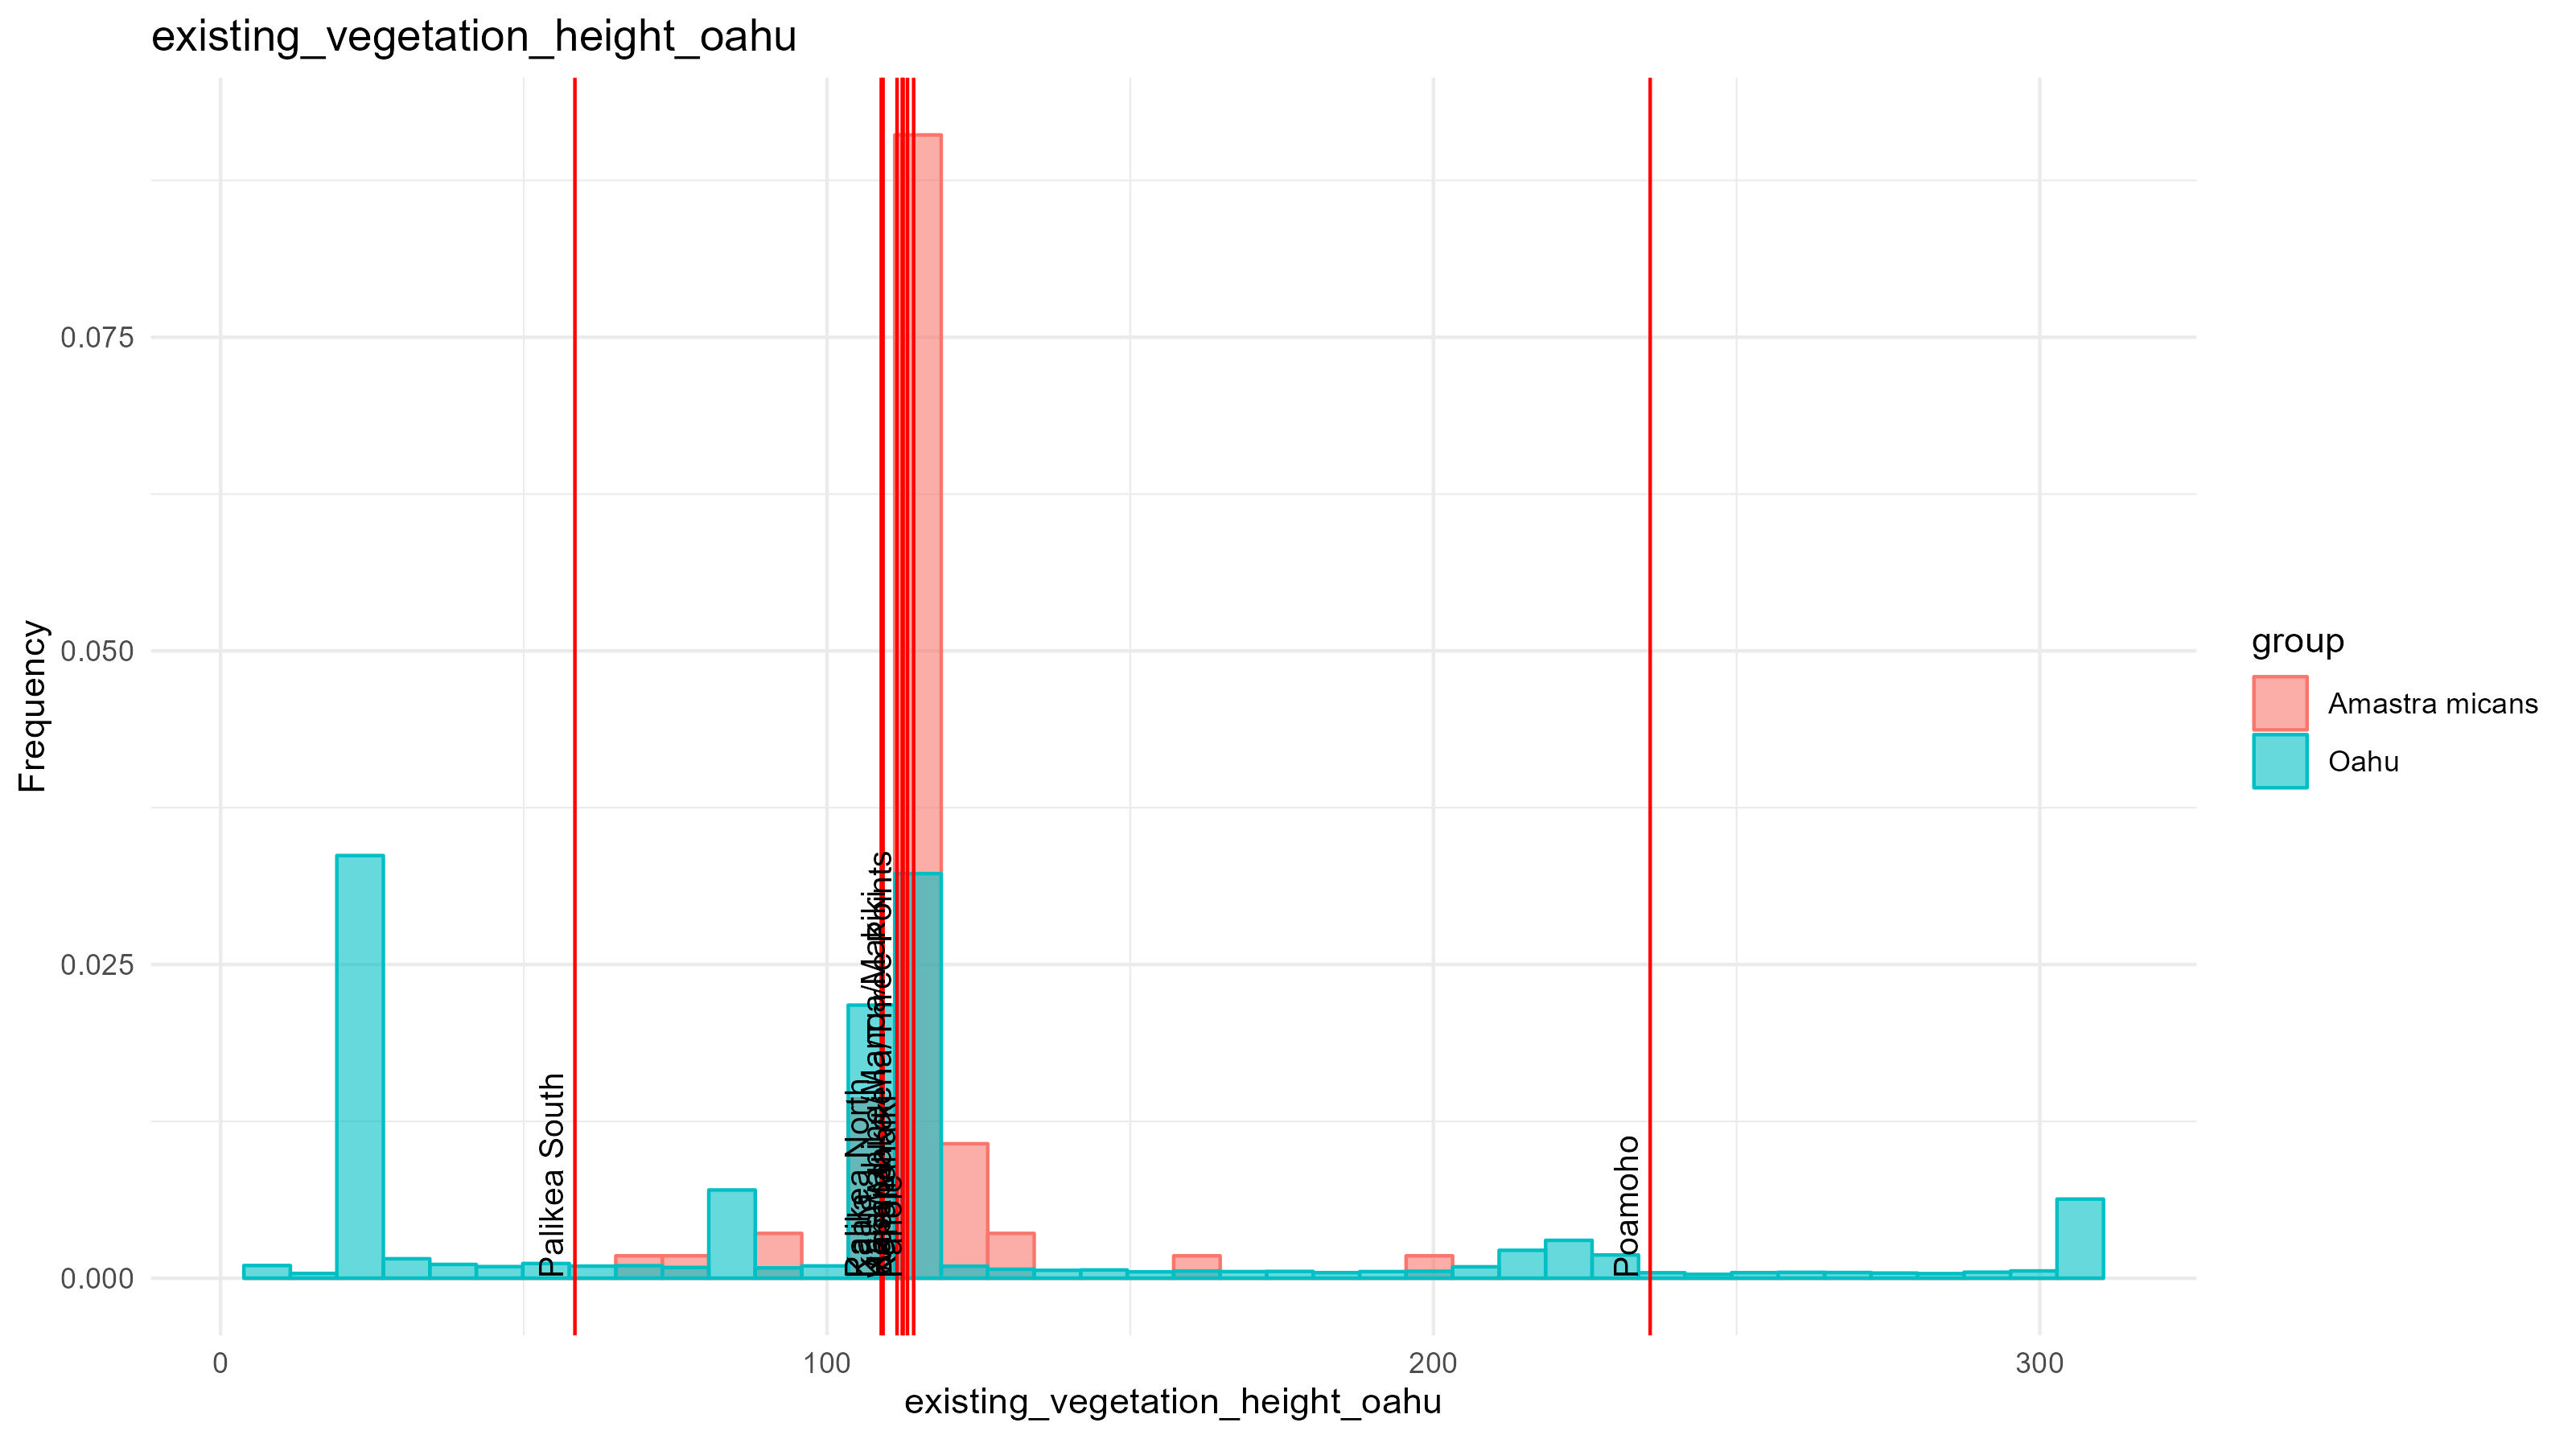 existing_vegetation_height_oahu
Frequency
0.075
0.050
0.025
0.000
Palikea South
Palikea North
Poamoho
0
100
200
300
existing_vegetation_height_oahu
group
Amastra micans
Oahu